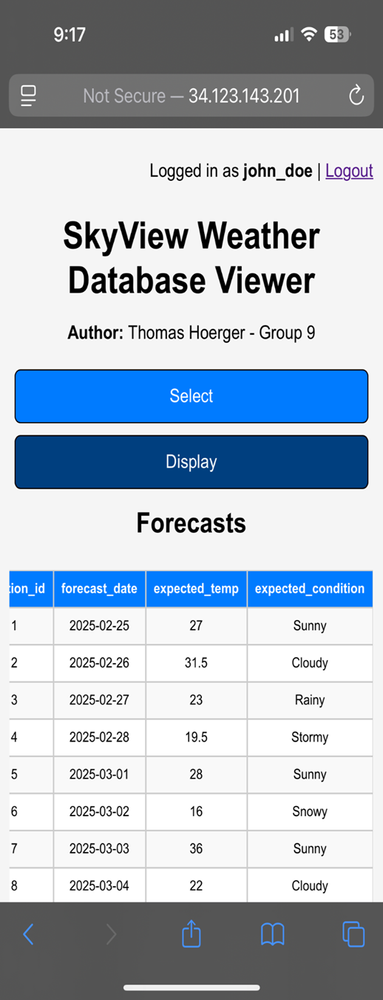 9:17
53
Not Secure — 34.123.143.201
Logged in as john_doe | Logout
SkyView Weather
Database Viewer
Author: Thomas Hoerger - Group 9
Select
Display
Forecasts
ion_id forecast_date expected_temp expected_condition
1 2025-02-25 27 Sunny
2 2025-02-26 31.5 Cloudy
3 2025-02-27 23 Rainy
4 2025-02-28 19.5 Stormy
5 2025-03-01 28 Sunny
6 2025-03-02 16 Snowy
7 2025-03-03 36 Sunny
8 2025-03-04 22 Cloudy